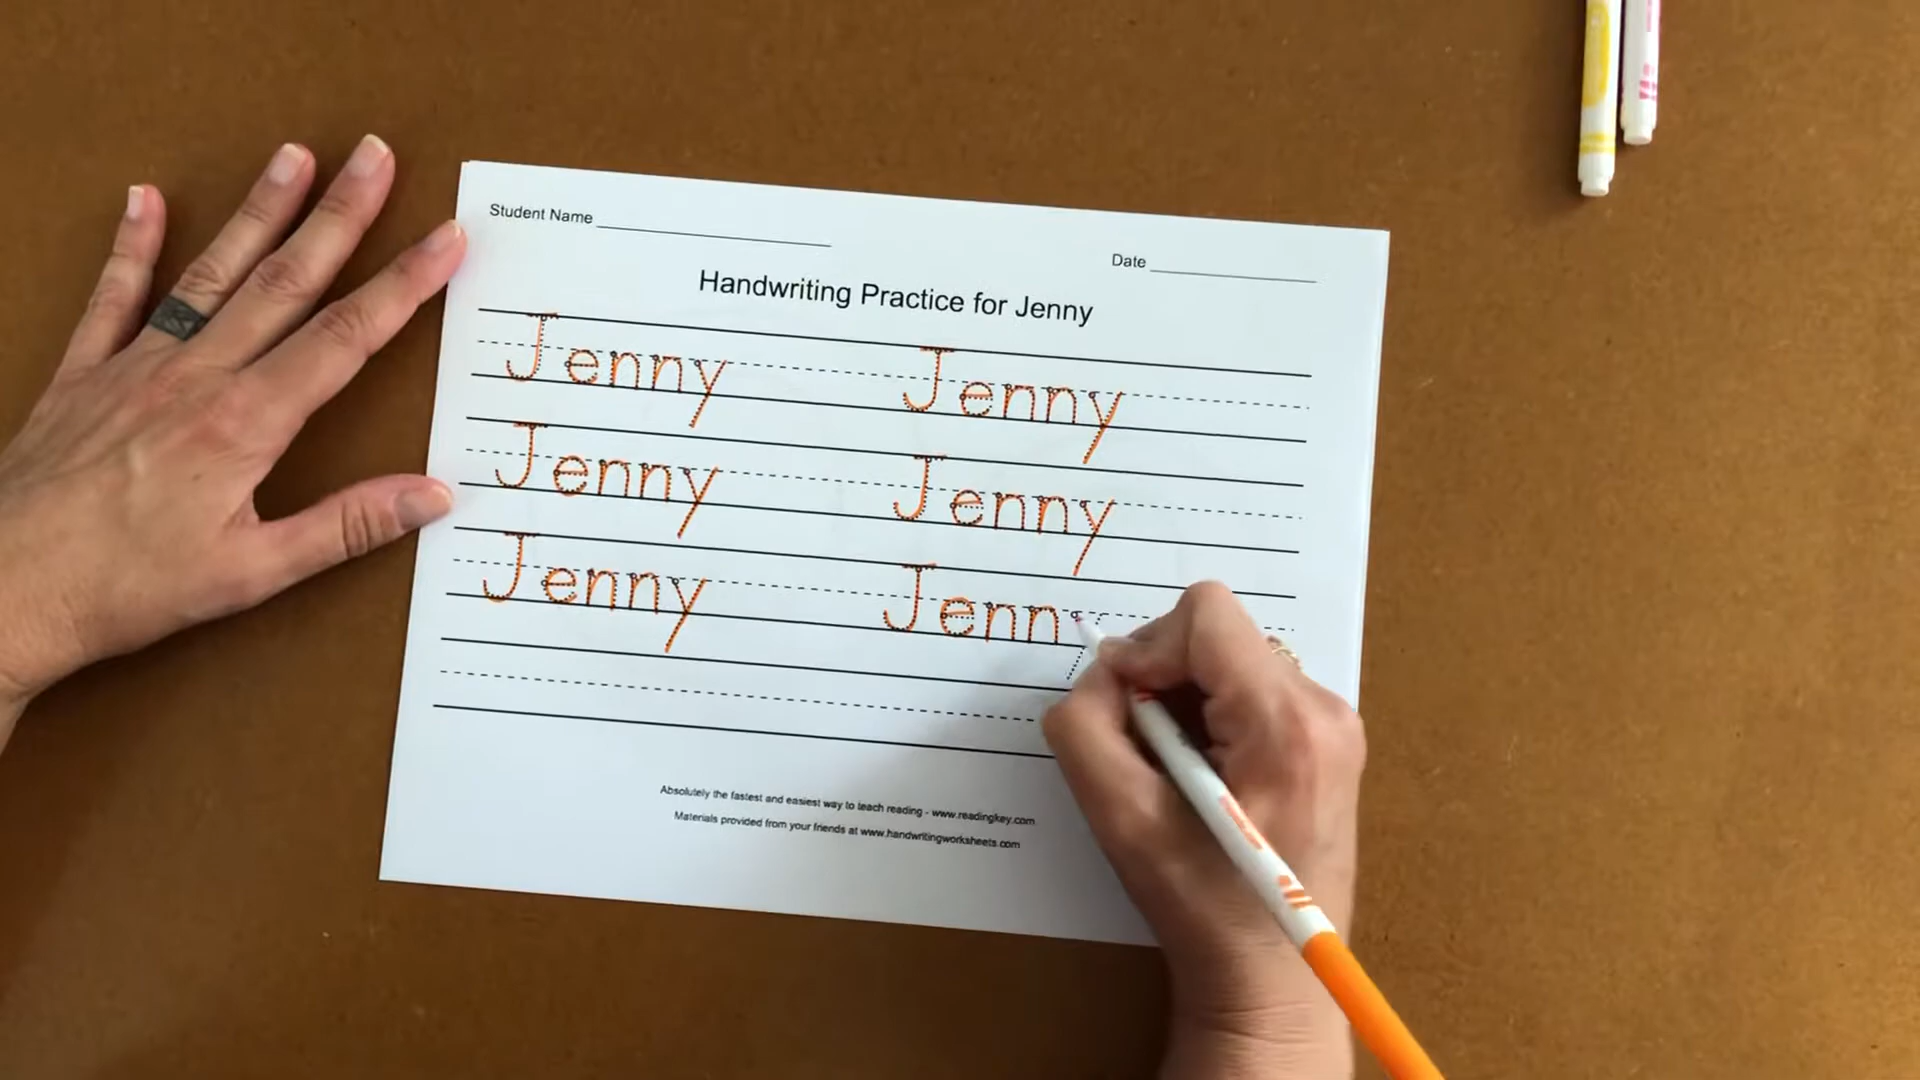 Student Name
Date
Handwriting Practice for Jenny
Jenny Jenny
Jenny Jenny
Jenny Jenny
Absolutely the fastest and easiest way to teach reading - www.readingkey.com
Materials provided from your friends at www.handwritingworksheets.com